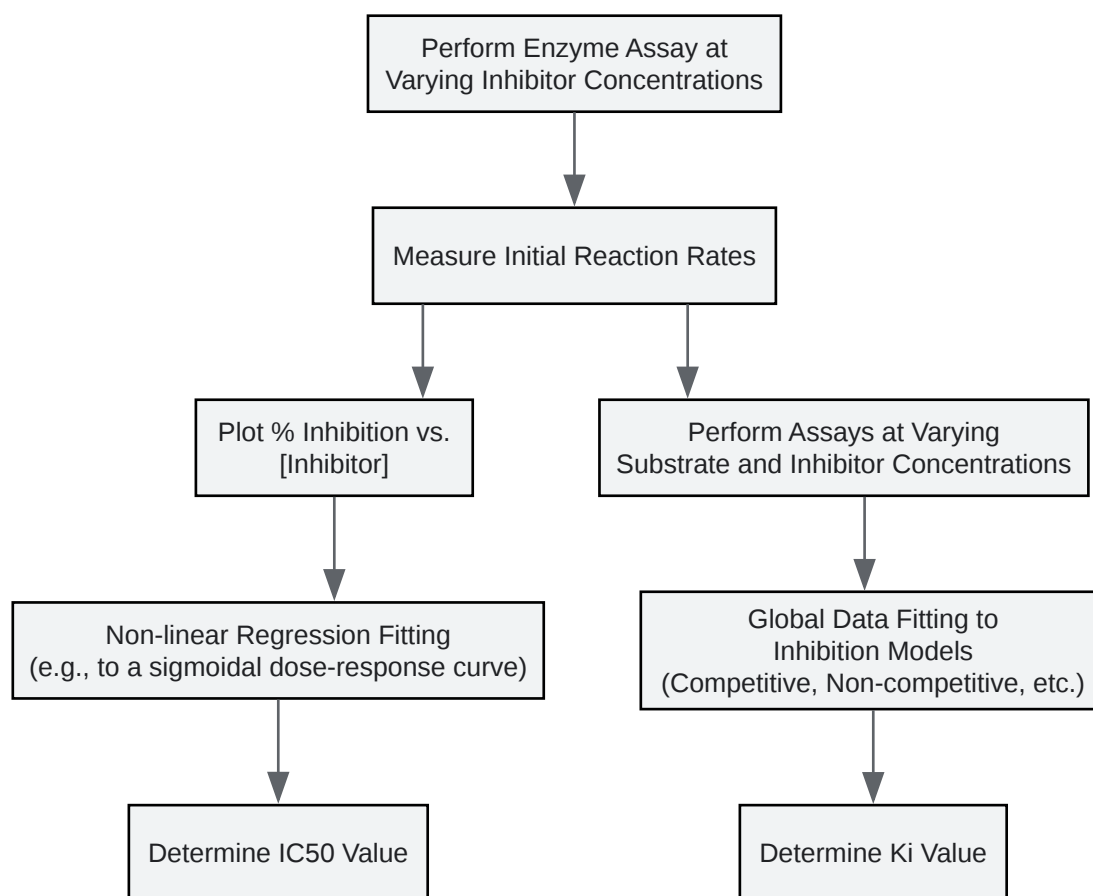 Perform Enzyme Assay at
Varying Inhibitor Concentrations
Measure Initial Reaction Rates
Plot % Inhibition vs.
[Inhibitor]
Perform Assays at Varying
Substrate and Inhibitor Concentrations
Non-linear Regression Fitting
(e.g., to a sigmoidal dose-response curve)
Global Data Fitting to
Inhibition Models
(Competitive, Non-competitive, etc.)
Determine IC50 Value
Determine Ki Value